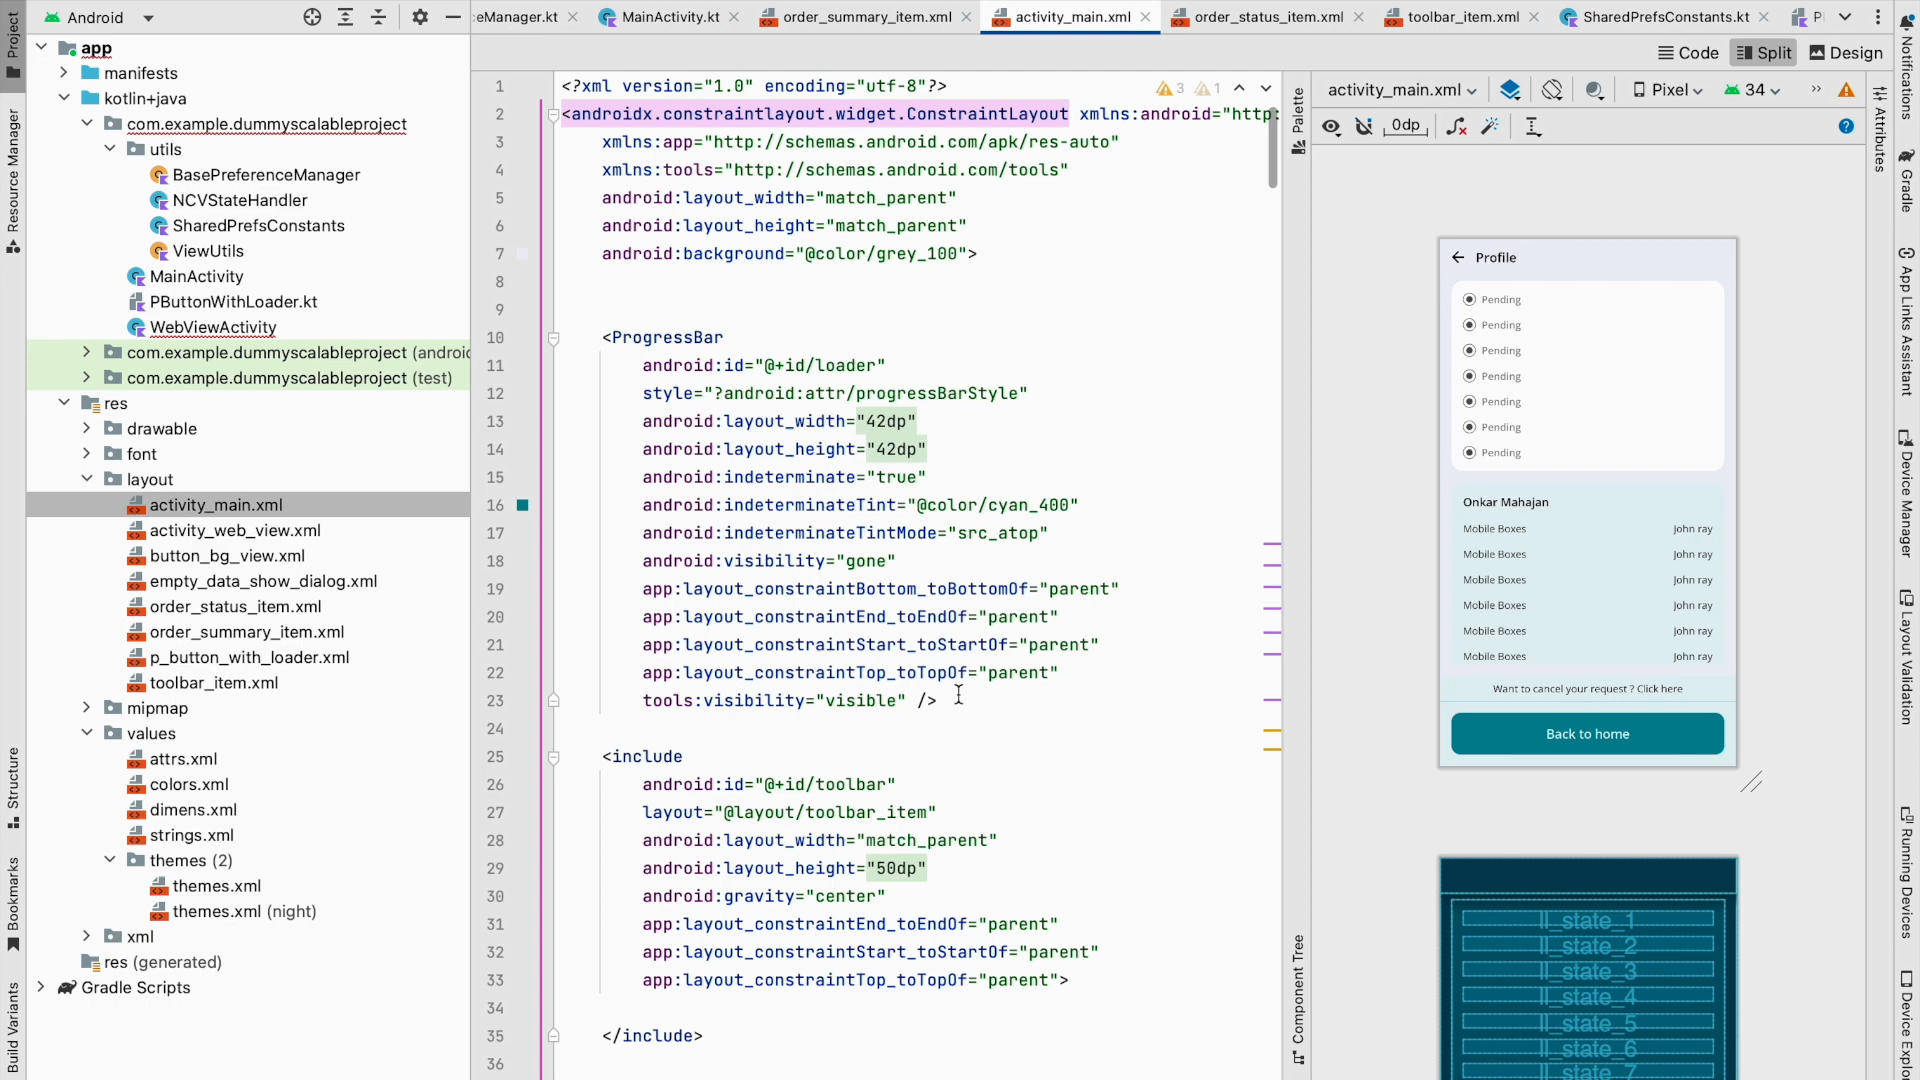 Android
ceManager.kt
MainActivity.kt
order_summary_item.xml
activity_main.xml
order_status_item.xml
toolbar_item.xml
SharedPrefsConstants.kt
Code
Split
Design
Project
Resource Manager
Structure
Bookmarks
Build Variants
app
manifests
kotlin+java
com.example.dummyscalableproject
utils
BasePreferenceManager
NCVStateHandler
SharedPrefsConstants
ViewUtils
MainActivity
PButtonWithLoader.kt
WebViewActivity
com.example.dummyscalableproject (androi
com.example.dummyscalableproject (test)
res
drawable
font
layout
activity_main.xml
activity_web_view.xml
button_bg_view.xml
empty_data_show_dialog.xml
order_status_item.xml
order_summary_item.xml
p_button_with_loader.xml
toolbar_item.xml
mipmap
values
attrs.xml
colors.xml
dimens.xml
strings.xml
themes (2)
themes.xml
themes.xml (night)
xml
res (generated)
Gradle Scripts
1 <?xml version="1.0" encoding="utf-8"?>
2 <androidx.constraintlayout.widget.ConstraintLayout xmlns:android="http:
3 xmlns:app="http://schemas.android.com/apk/res-auto"
4 xmlns:tools="http://schemas.android.com/tools"
5 android:layout_width="match_parent"
6 android:layout_height="match_parent"
7 android:background="@color/grey_100">
8
9
10 <ProgressBar
11 android:id="@+id/loader"
12 style="?android:attr/progressBarStyle"
13 android:layout_width="42dp"
14 android:layout_height="42dp"
15 android:indeterminate="true"
16 android:indeterminateTint="@color/cyan_400"
17 android:indeterminateTintMode="src_atop"
18 android:visibility="gone"
19 app:layout_constraintBottom_toBottomOf="parent"
20 app:layout_constraintEnd_toEndOf="parent"
21 app:layout_constraintStart_toStartOf="parent"
22 app:layout_constraintTop_toTopOf="parent"
23 tools:visibility="visible" />
24
25 <include
26 android:id="@+id/toolbar"
27 layout="@layout/toolbar_item"
28 android:layout_width="match_parent"
29 android:layout_height="50dp"
30 android:gravity="center"
31 app:layout_constraintEnd_toEndOf="parent"
32 app:layout_constraintStart_toStartOf="parent"
33 app:layout_constraintTop_toTopOf="parent">
34
35 </include>
36
3 1
Palette
Component Tree
activity_main.xml
Pixel
34
0dp
Profile
Pending
Pending
Pending
Pending
Pending
Pending
Pending
Onkar Mahajan
Mobile Boxes John ray
Mobile Boxes John ray
Mobile Boxes John ray
Mobile Boxes John ray
Mobile Boxes John ray
Mobile Boxes John ray
Want to cancel your request ? Click here
Back to home
ll_state_1
ll_state_2
ll_state_3
ll_state_4
ll_state_5
ll_state_6
ll_state_7
Attributes
Notifications
Gradle
App Links Assistant
Device Manager
Layout Validation
Running Devices
Device Explo